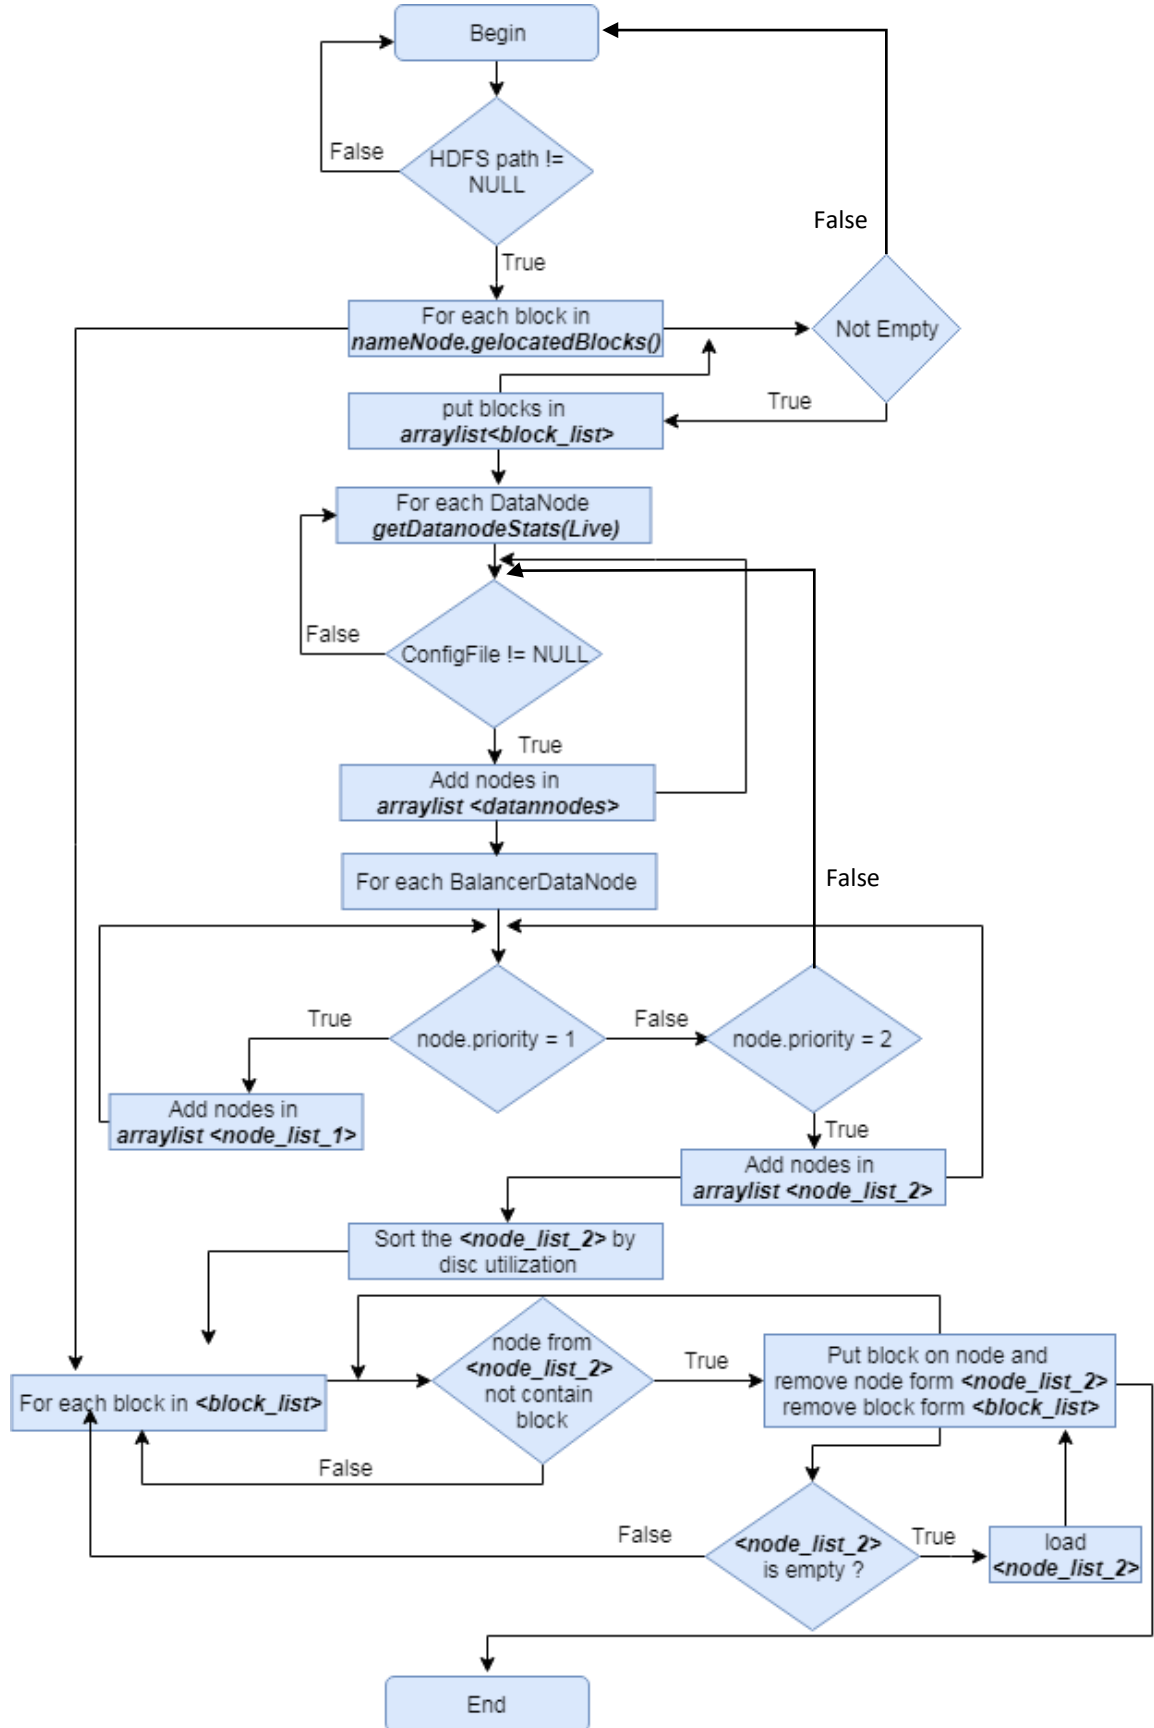 Begin
False
HDFS path !=
NULL
False
True
For each block in
nameNode.gelocatedBlocks()
Not Empty
put blocks in
arraylist<block_list>
True
For each DataNode
getDatanodeStats(Live)
False
ConfigFile != NULL
True
Add nodes in
arraylist <datannodes>
For each BalancerDataNode
False
True
node.priority = 1
False
node.priority = 2
Add nodes in
arraylist <node_list_1>
True
Add nodes in
arraylist <node_list_2>
Sort the <node_list_2> by
disc utilization
node from
<node_list_2>
not contain
block
True
Put block on node and
remove node form <node_list_2>
remove block form <block_list>
For each block in <block_list>
False
False
<node_list_2>
is empty ?
True
load
<node_list_2>
End